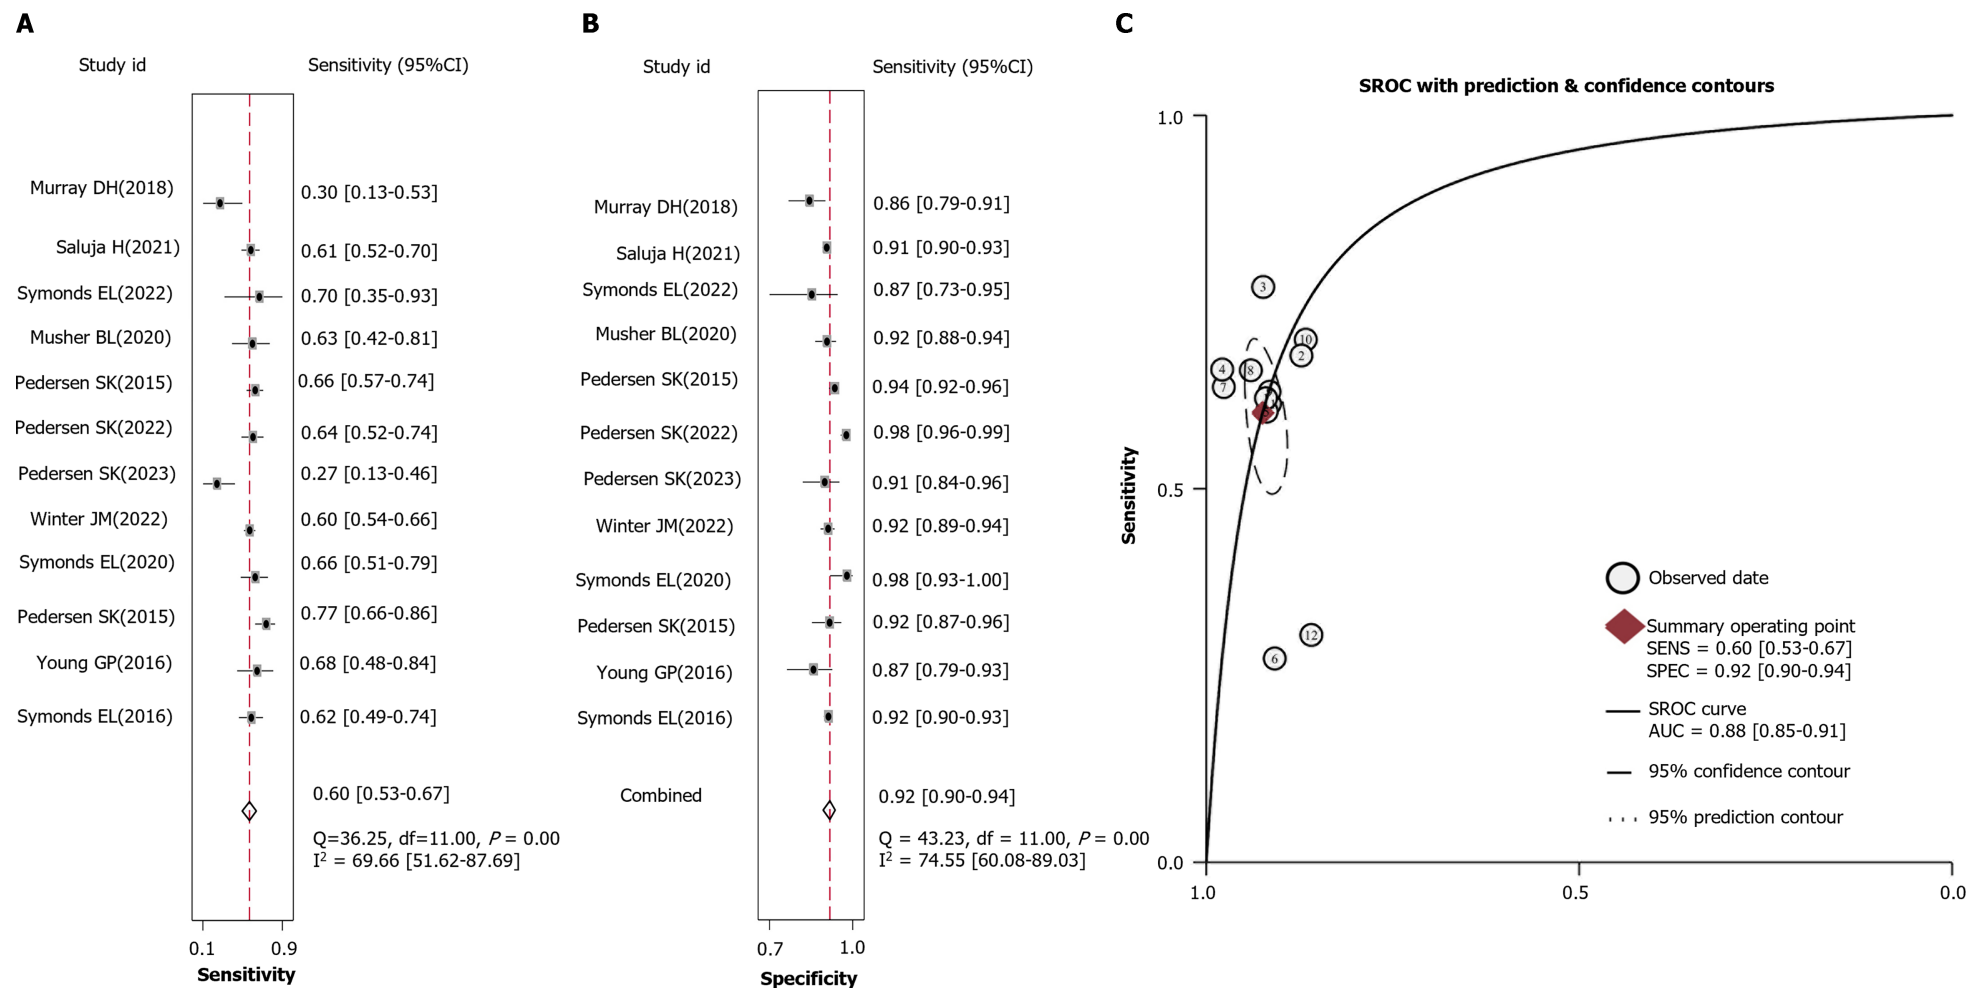 A
Study id
Sensitivity (95%CI)
Murray DH(2018)
0.30 [0.13-0.53]
Saluja H(2021)
0.61 [0.52-0.70]
Symonds EL(2022)
0.70 [0.35-0.93]
Musher BL(2020)
0.63 [0.42-0.81]
Pedersen SK(2015)
0.66 [0.57-0.74]
Pedersen SK(2022)
0.64 [0.52-0.74]
Pedersen SK(2023)
0.27 [0.13-0.46]
Winter JM(2022)
0.60 [0.54-0.66]
Symonds EL(2020)
0.66 [0.51-0.79]
Pedersen SK(2015)
0.77 [0.66-0.86]
Young GP(2016)
0.68 [0.48-0.84]
Symonds EL(2016)
0.62 [0.49-0.74]
0.60 [0.53-0.67]
Q=36.25, df=11.00, P = 0.00
I² = 69.66 [51.62-87.69]
0.1
0.9
Sensitivity
B
Study id
Sensitivity (95%CI)
Murray DH(2018)
0.86 [0.79-0.91]
Saluja H(2021)
0.91 [0.90-0.93]
Symonds EL(2022)
0.87 [0.73-0.95]
Musher BL(2020)
0.92 [0.88-0.94]
Pedersen SK(2015)
0.94 [0.92-0.96]
Pedersen SK(2022)
0.98 [0.96-0.99]
Pedersen SK(2023)
0.91 [0.84-0.96]
Winter JM(2022)
0.92 [0.89-0.94]
Symonds EL(2020)
0.98 [0.93-1.00]
Pedersen SK(2015)
0.92 [0.87-0.96]
Young GP(2016)
0.87 [0.79-0.93]
Symonds EL(2016)
0.92 [0.90-0.93]
Combined
0.92 [0.90-0.94]
Q = 43.23, df = 11.00, P = 0.00
I² = 74.55 [60.08-89.03]
0.7
1.0
Specificity
C
SROC with prediction & confidence contours
1.0
0.5
0.0
Sensitivity
3
10
2
4
8
7
12
6
Observed date
Summary operating point
SENS = 0.60 [0.53-0.67]
SPEC = 0.92 [0.90-0.94]
SROC curve
AUC = 0.88 [0.85-0.91]
95% confidence contour
95% prediction contour
1.0
0.5
0.0